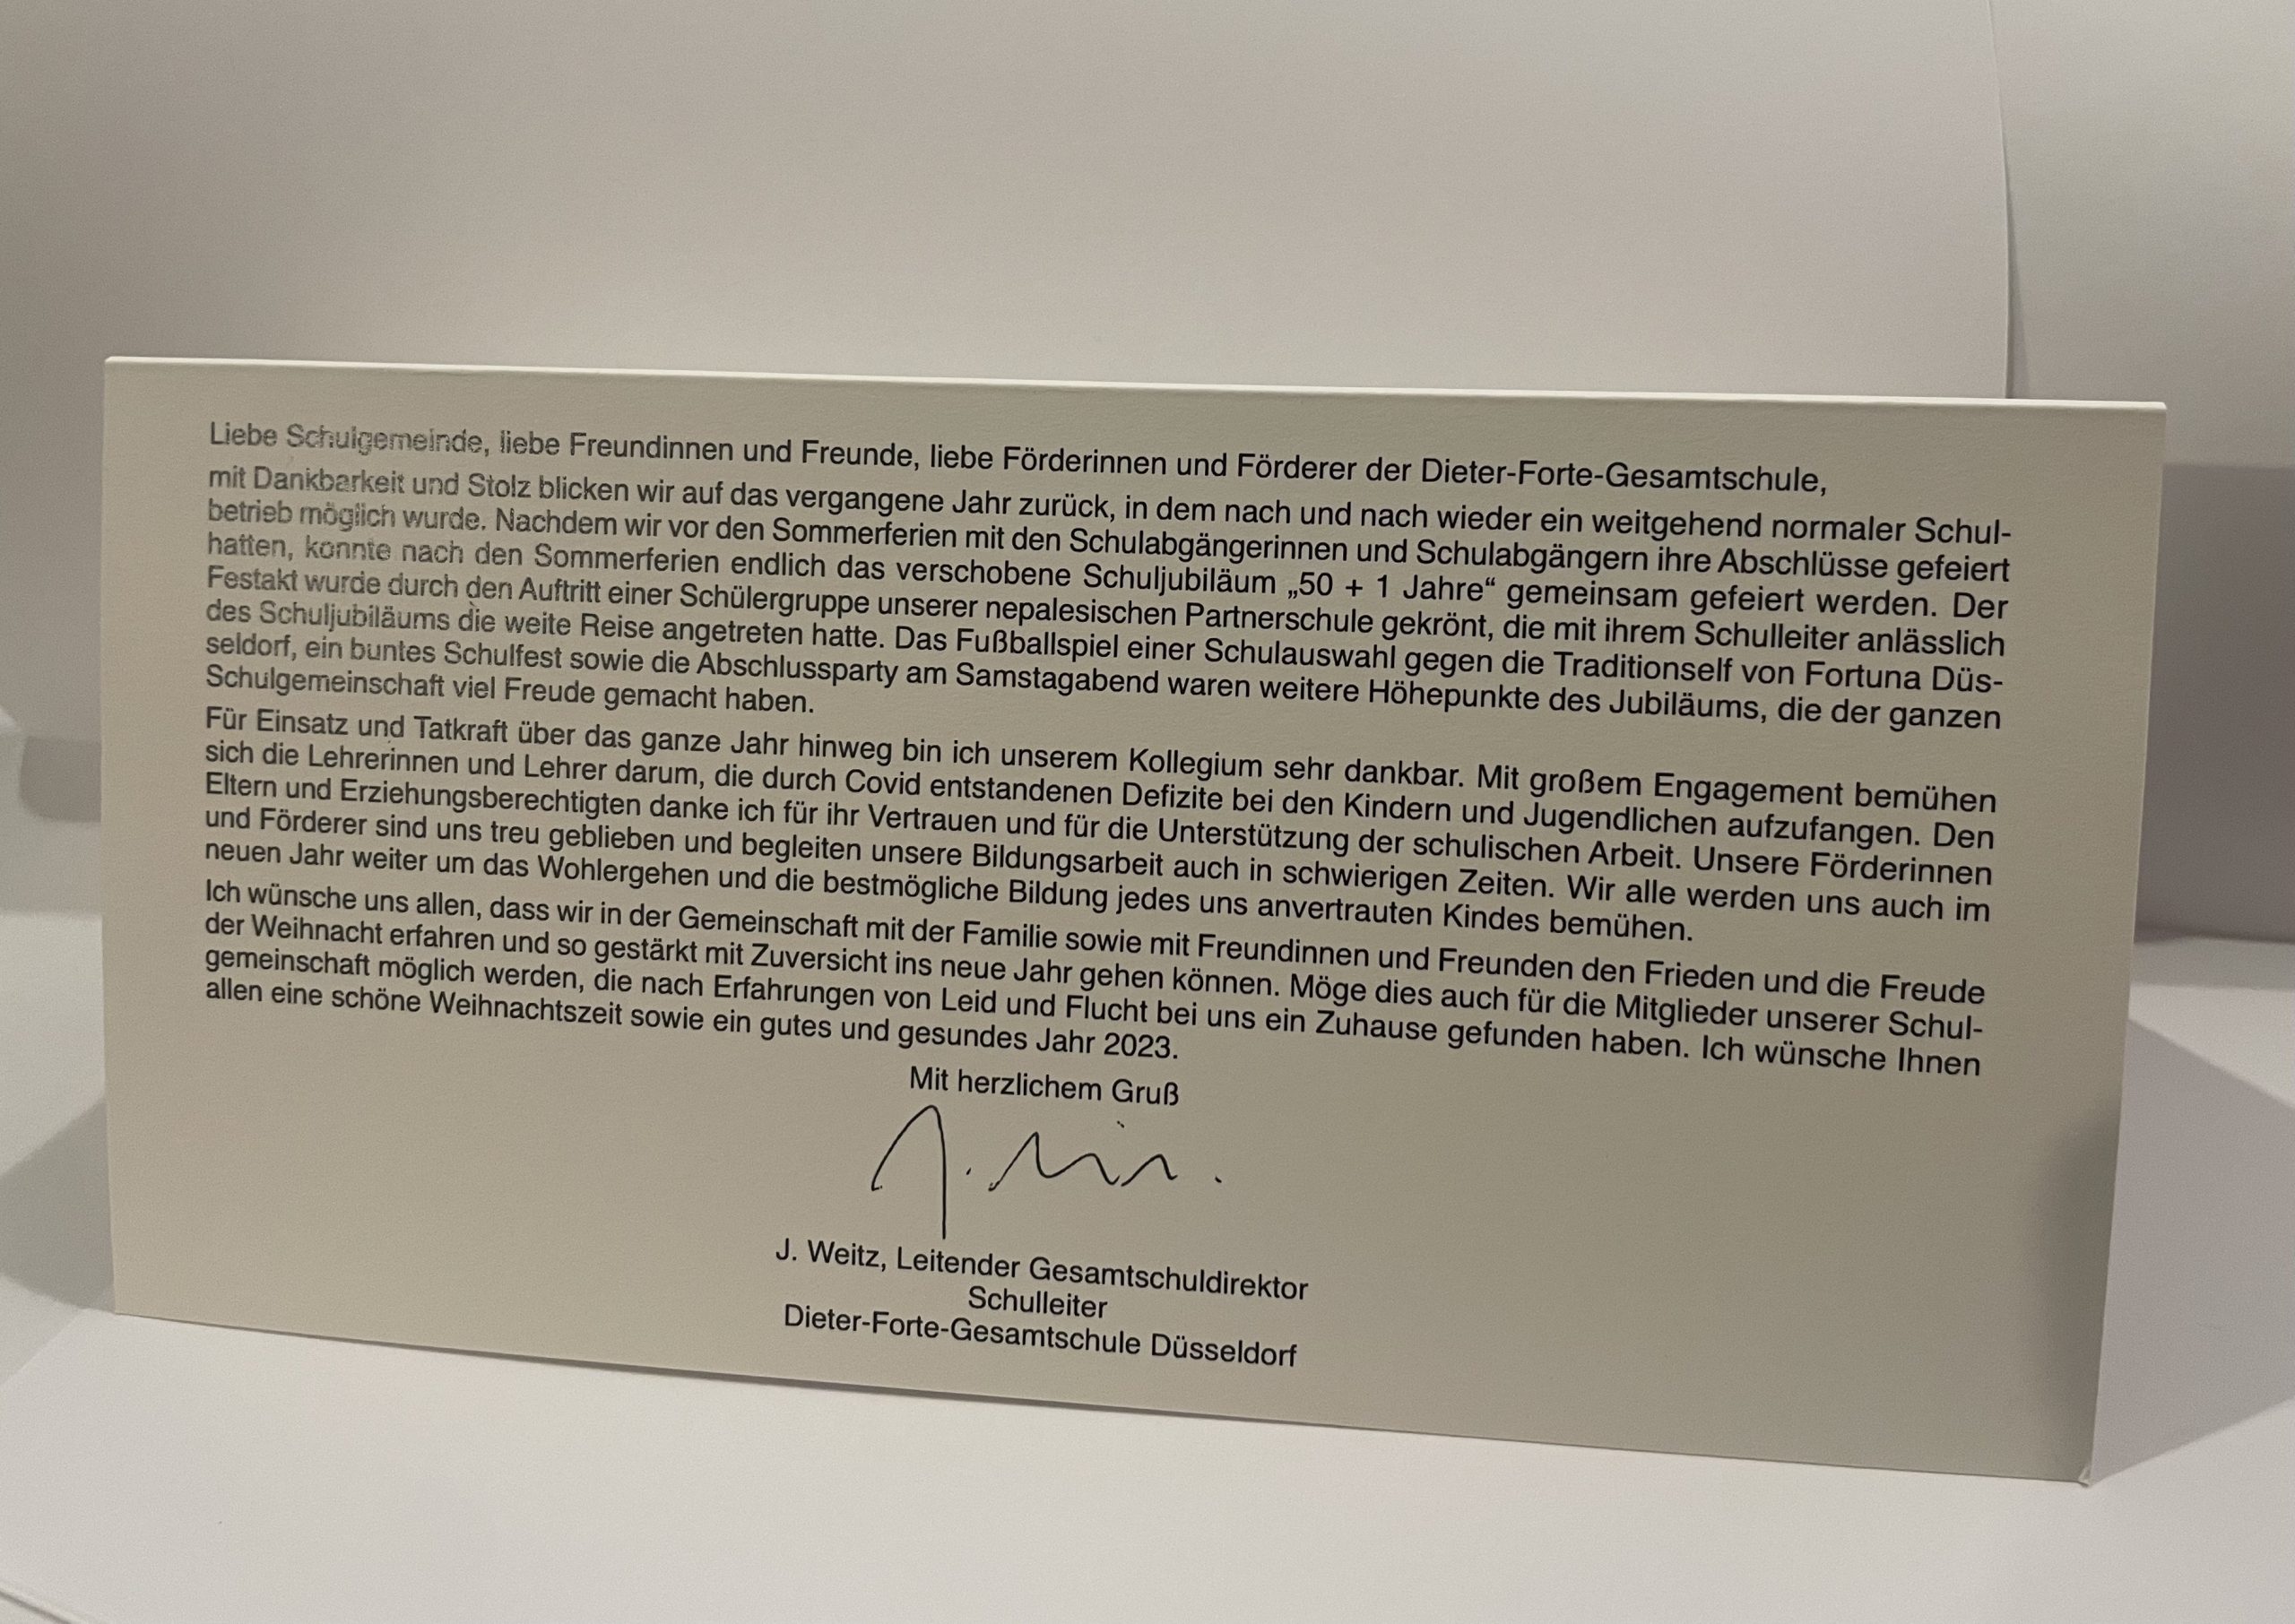 Liebe Schulgemeinde, liebe Freundinnen und Freunde, liebe Förderinnen und Förderer der Dieter-Forte-Gesamtschule,
mit Dankbarkeit und Stolz blicken wir auf das vergangene Jahr zurück, in dem nach und nach wieder ein weitgehend normaler Schul-
betrieb möglich wurde. Nachdem wir vor den Sommerferien mit den Schulabgängerinnen und Schulabgängern ihre Abschlüsse gefeiert
hatten, konnte nach den Sommerferien endlich das verschobene Schuljubiläum „50 + 1 Jahre“ gemeinsam gefeiert werden. Der
Festakt wurde durch den Auftritt einer Schülergruppe unserer nepalesischen Partnerschule gekrönt, die mit ihrem Schulleiter anlässlich
des Schuljubiläums die weite Reise angetreten hatte. Das Fußballspiel einer Schulauswahl gegen die Traditionself von Fortuna Düs-
seldorf, ein buntes Schulfest sowie die Abschlussparty am Samstagabend waren weitere Höhepunkte des Jubiläums, die der ganzen
Schulgemeinschaft viel Freude gemacht haben.
Für Einsatz und Tatkraft über das ganze Jahr hinweg bin ich unserem Kollegium sehr dankbar. Mit großem Engagement bemühen
sich die Lehrerinnen und Lehrer darum, die durch Covid entstandenen Defizite bei den Kindern und Jugendlichen aufzufangen. Den
Eltern und Erziehungsberechtigten danke ich für ihr Vertrauen und für die Unterstützung der schulischen Arbeit. Unsere Förderinnen
und Förderer sind uns treu geblieben und begleiten unsere Bildungsarbeit auch in schwierigen Zeiten. Wir alle werden uns auch im
neuen Jahr weiter um das Wohlergehen und die bestmögliche Bildung jedes uns anvertrauten Kindes bemühen.
Ich wünsche uns allen, dass wir in der Gemeinschaft mit der Familie sowie mit Freundinnen und Freunden den Frieden und die Freude
der Weihnacht erfahren und so gestärkt mit Zuversicht ins neue Jahr gehen können. Möge dies auch für die Mitglieder unserer Schul-
gemeinschaft möglich werden, die nach Erfahrungen von Leid und Flucht bei uns ein Zuhause gefunden haben. Ich wünsche Ihnen
allen eine schöne Weihnachtszeit sowie ein gutes und gesundes Jahr 2023.
Mit herzlichem Gruß
J. Weitz, Leitender Gesamtschuldirektor
Schulleiter
Dieter-Forte-Gesamtschule Düsseldorf